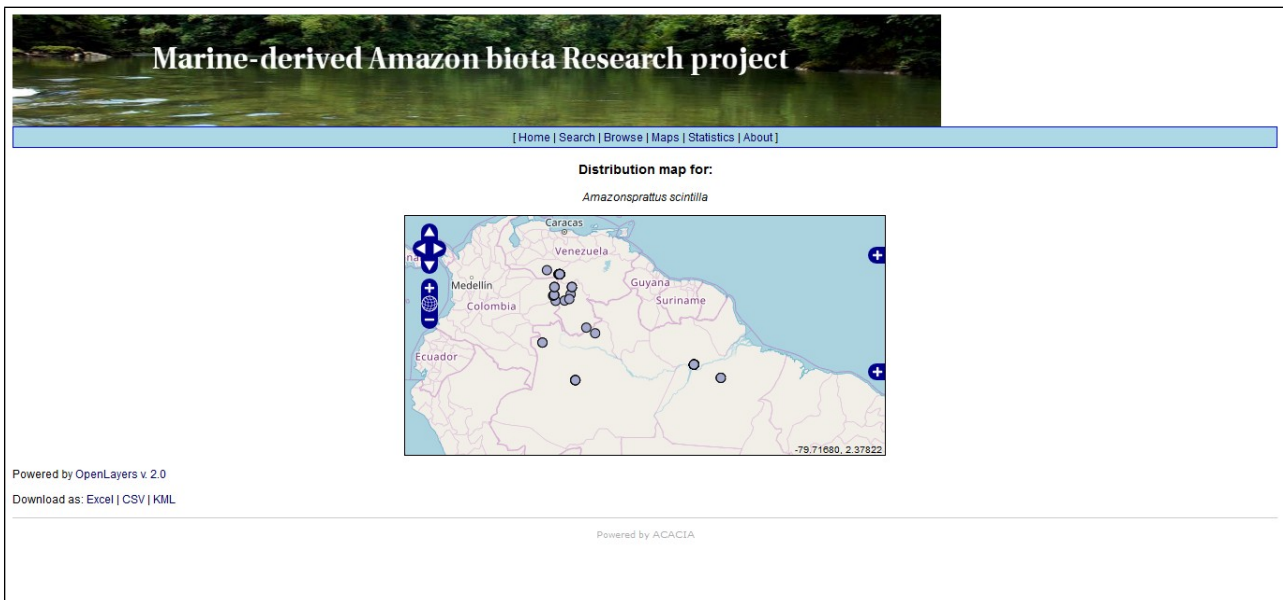 Marine-derived Amazon biota Research project
[ Home | Search | Browse | Maps | Statistics | About ]
Distribution map for:
Amazonsprattus scintilla
Caracas
Venezuela
Medellín
Guyana
Suriname
Colombia
Ecuador
-79.71680, 2.37822
Powered by OpenLayers v. 2.0
Download as: Excel | CSV | KML
Powered by ACACIA